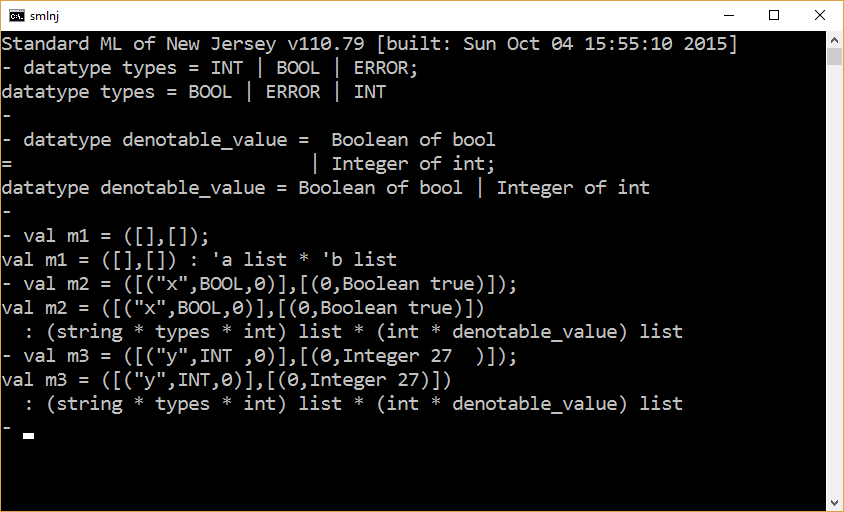 smlnj
Standard ML of New Jersey v110.79 [built: Sun Oct 04 15:55:10 2015]
- datatype types = INT | BOOL | ERROR;
datatype types = BOOL | ERROR | INT
-
- datatype denotable_value =  Boolean of bool
=                           | Integer of int;
datatype denotable_value = Boolean of bool | Integer of int
-
- val m1 = ([],[]);
val m1 = ([],[]) : 'a list * 'b list
- val m2 = ([("x",BOOL,0)],[(0,Boolean true)]);
val m2 = ([("x",BOOL,0)],[(0,Boolean true)])
  : (string * types * int) list * (int * denotable_value) list
- val m3 = ([("y",INT ,0)],[(0,Integer 27  )]);
val m3 = ([("y",INT,0)],[(0,Integer 27)])
  : (string * types * int) list * (int * denotable_value) list
-